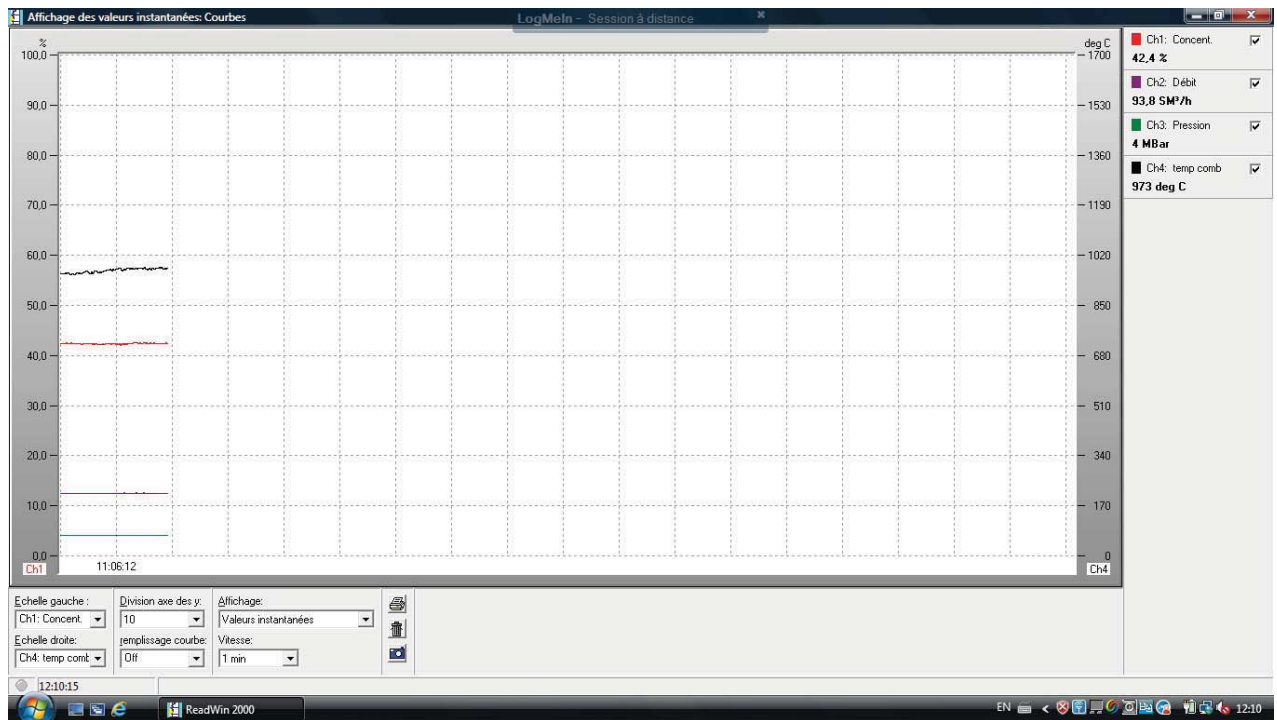 Affichage des valeurs instantanées: Courbes
LogMeIn - Session à distance
%
deg C
100,0
1700
90,0
1530
80,0
1360
70,0
1190
60,0
1020
50,0
850
40,0
680
30,0
510
20,0
340
10,0
170
0,0
0
Ch1
11:06:12
Ch4
Ch1: Concent.
42,4 %
Ch2: Débit
93,8 SM³/h
Ch3: Pression
4 MBar
Ch4: temp comb
973 deg C
Echelle gauche :
Division axe des y:
Affichage:
Ch1: Concent.
10
Valeurs instantanées
Echelle droite:
remplissage courbe:
Vitesse:
Ch4: temp comb
Off
1 min
12:10:15
ReadWin 2000
EN
12:10